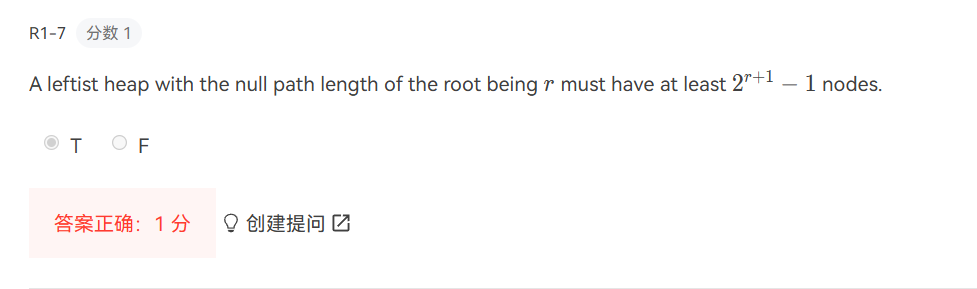 R1-7 分数 1
A leftist heap with the null path length of the root being r must have at least 2^{r+1} − 1 nodes.
T F
答案正确：1 分 创建提问